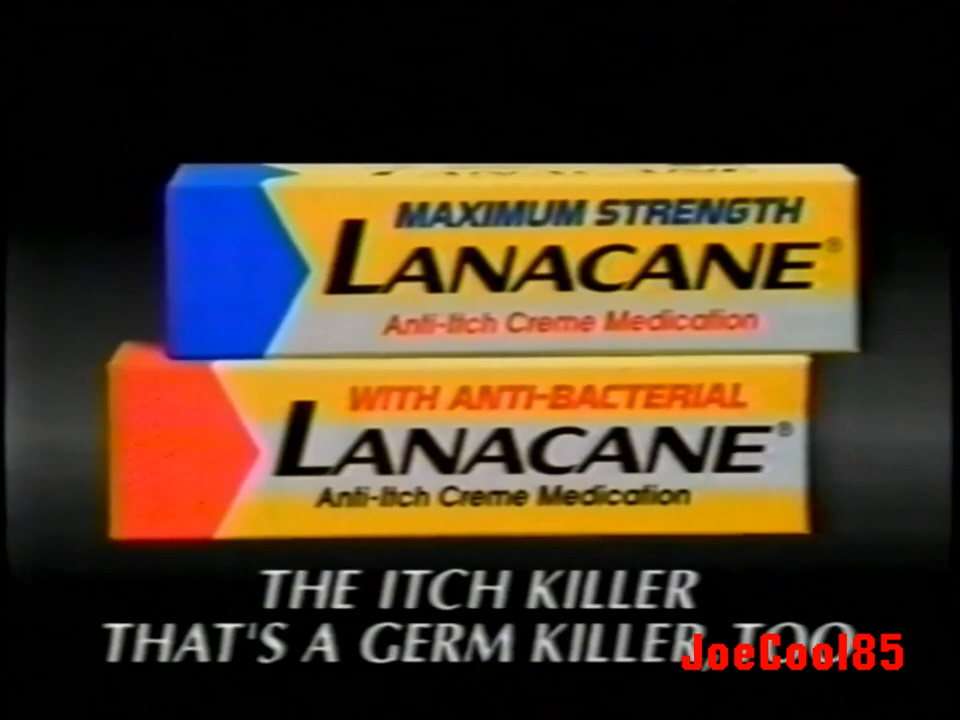 LANACANE
MAXIMUM STRENGTH
LANACANE®
Anti-Itch Creme Medication
WITH ANTI-BACTERIAL
LANACANE®
Anti-Itch Creme Medication
THE ITCH KILLER
THAT'S A GERM KILLER, TOO
JoeCool85